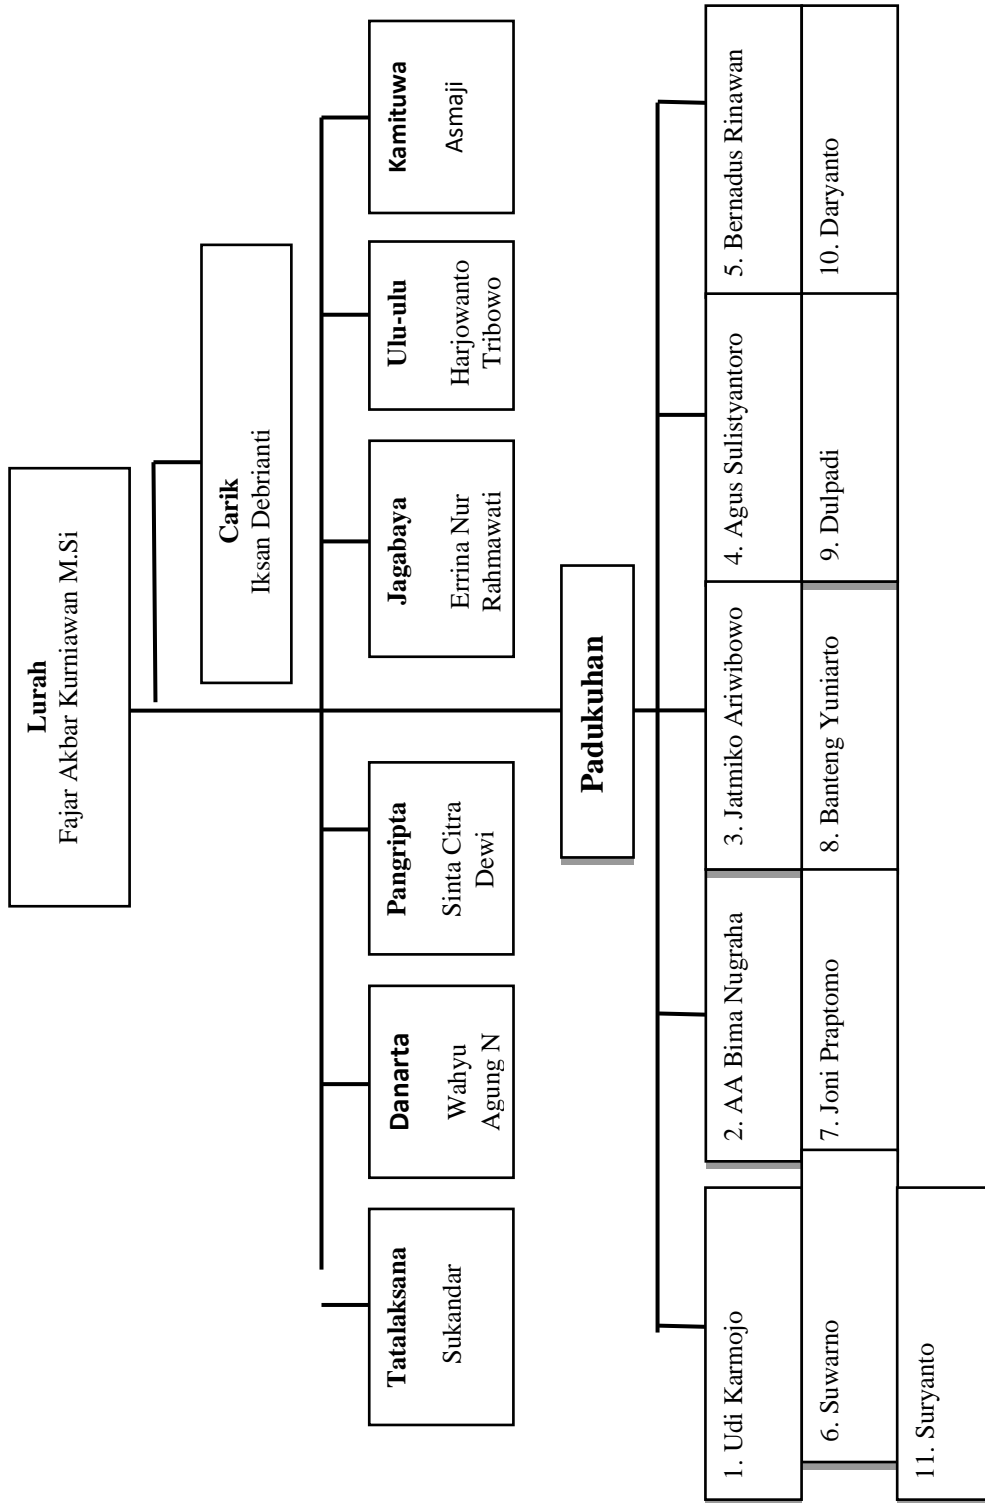 Lurah
Fajar Akbar Kurniawan M.Si
Carik
Iksan Debrianti
Tatalaksana
Sukandar
Danarta
Wahyu
Agung N
Pangripta
Sinta Citra
Dewi
Jagabaya
Errina Nur
Rahmawati
Ulu-ulu
Harjowanto
Tribowo
Kamituwa
Asmaji
Padukuhan
1. Udi Karmojo
2. AA Bima Nugraha
3. Jatmiko Ariwibowo
4. Agus Sulistyantoro
5. Bernadus Rinawan
6. Suwarno
7. Joni Praptomo
8. Banteng Yuniarto
9. Dulpadi
10. Daryanto
11. Suryanto